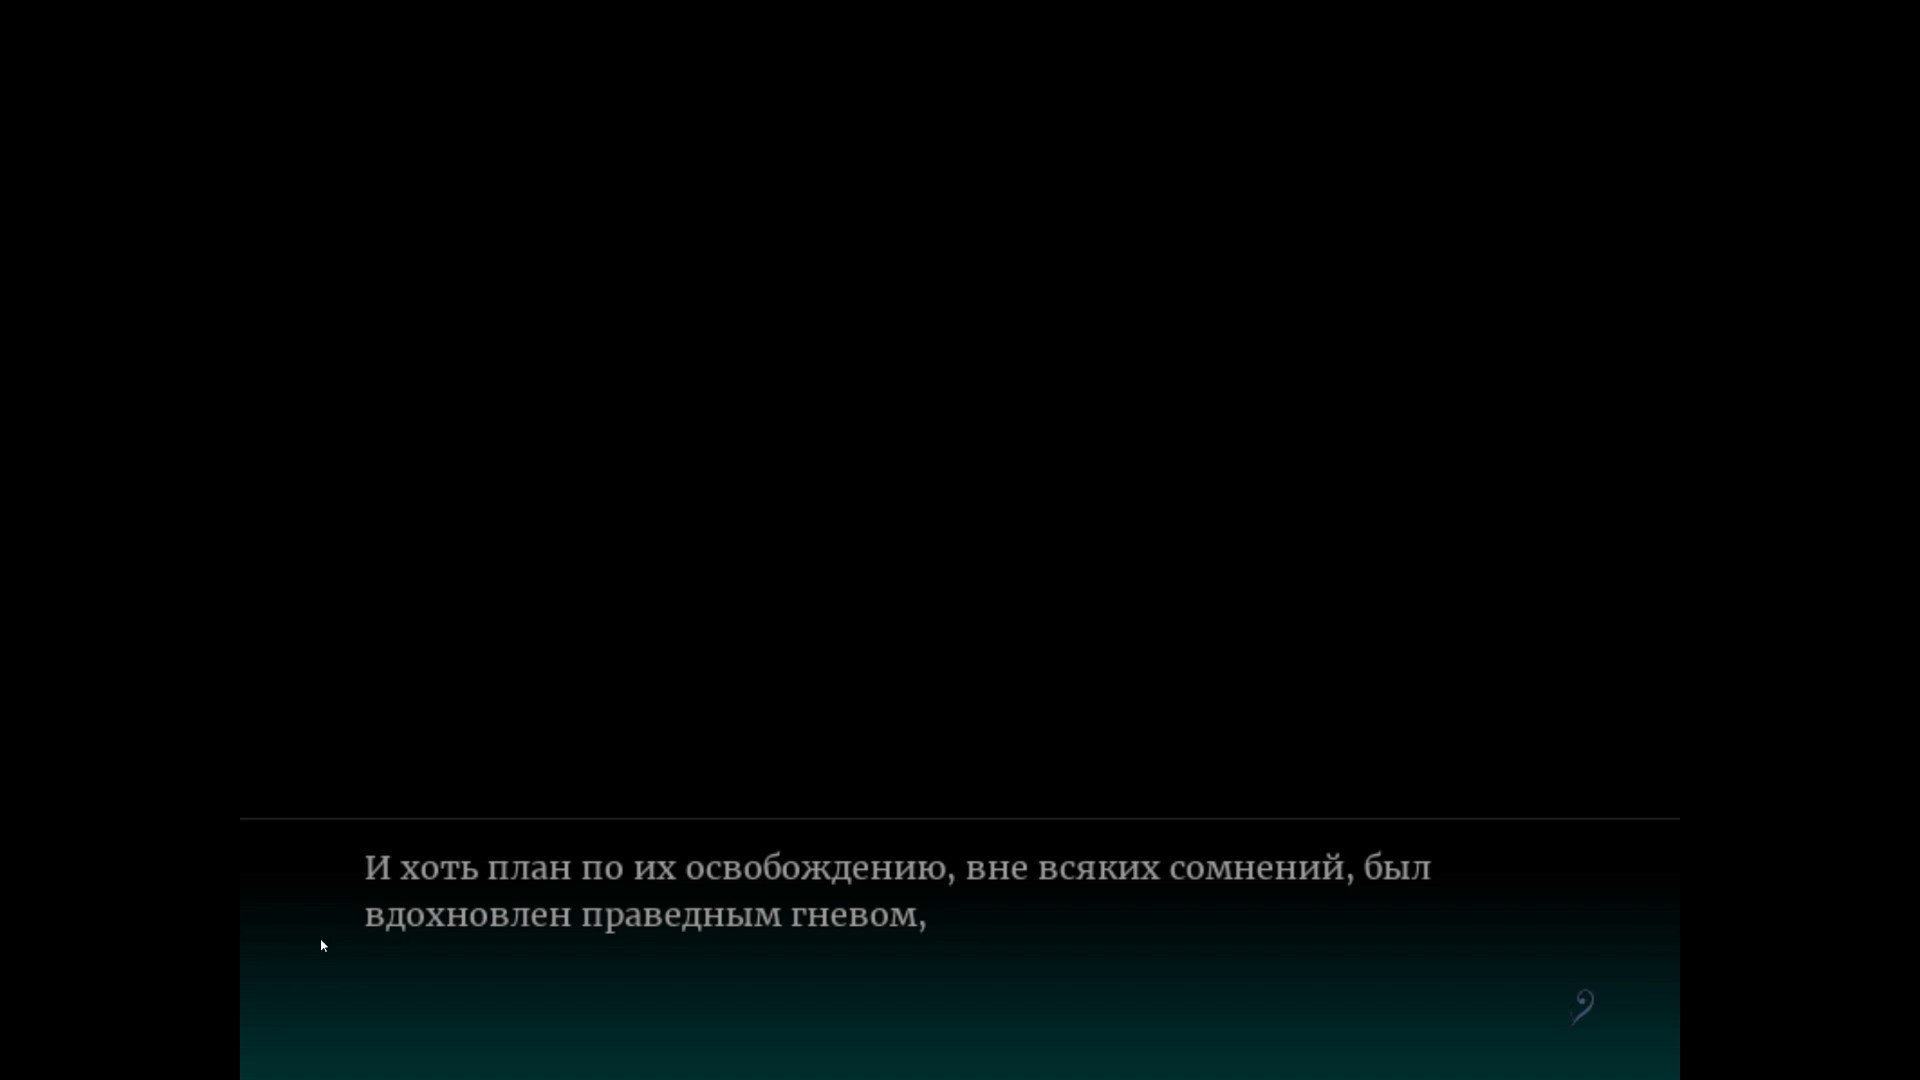 И хоть план по их освобождению, вне всяких сомнений, был
вдохновлен праведным гневом,